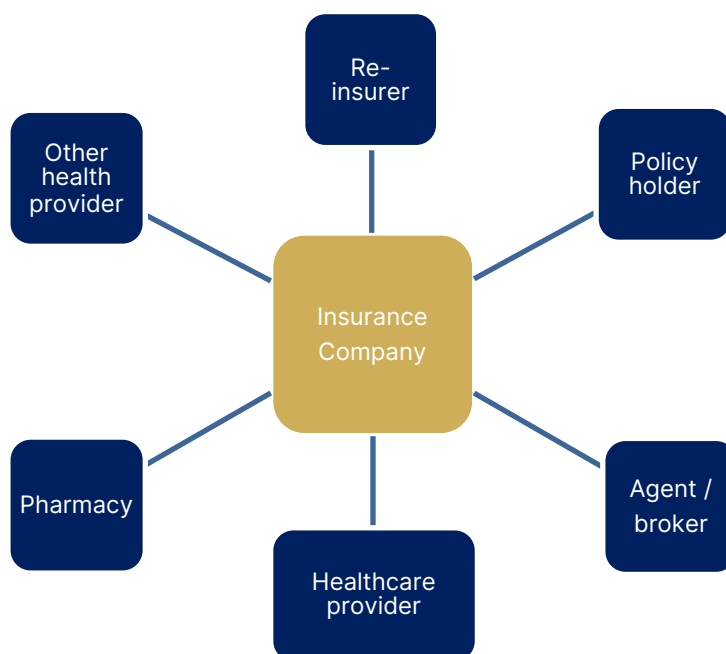 Re-
insurer
Other
health
provider
Policy
holder
Insurance
Company
Pharmacy
Agent /
broker
Healthcare
provider